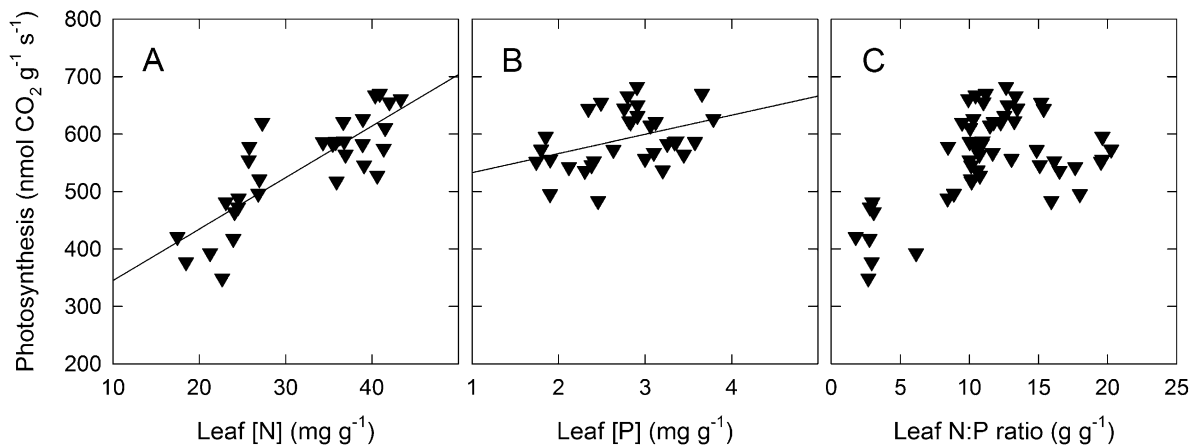 Photosynthesis (nmol CO₂ g⁻¹ s⁻¹)
800
700
600
500
400
300
200
A
B
C
10 20 30 40
1 2 3 4
0 5 10 15 20 25
Leaf [N] (mg g⁻¹)
Leaf [P] (mg g⁻¹)
Leaf N:P ratio (g g⁻¹)